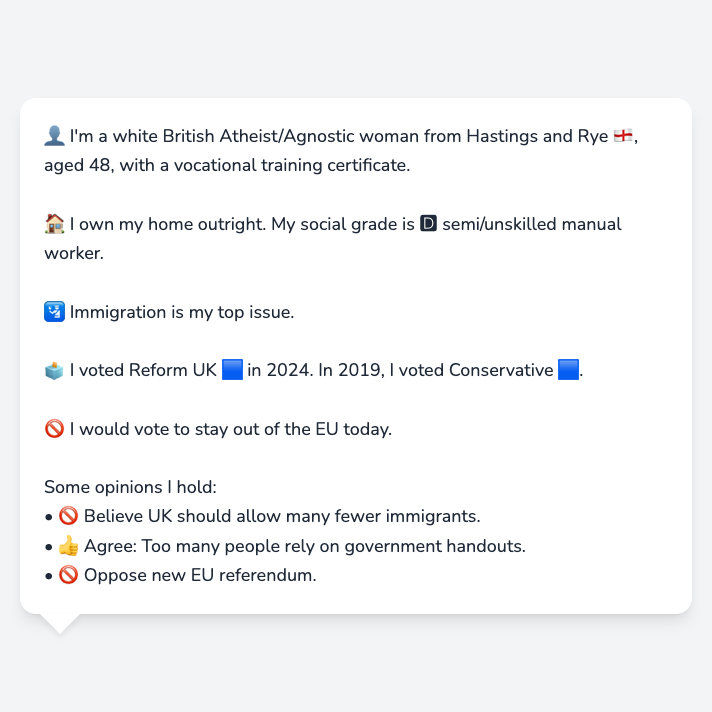 👤 I'm a white British Atheist/Agnostic woman from Hastings and Rye 🏴󠁧󠁢󠁥󠁮󠁧󠁿,
aged 48, with a vocational training certificate.
🏠 I own my home outright. My social grade is 🅳 semi/unskilled manual
worker.
🛂 Immigration is my top issue.
🗳️ I voted Reform UK 🟦 in 2024. In 2019, I voted Conservative 🟦.
🚫 I would vote to stay out of the EU today.
Some opinions I hold:
• 🚫 Believe UK should allow many fewer immigrants.
• 👍 Agree: Too many people rely on government handouts.
• 🚫 Oppose new EU referendum.